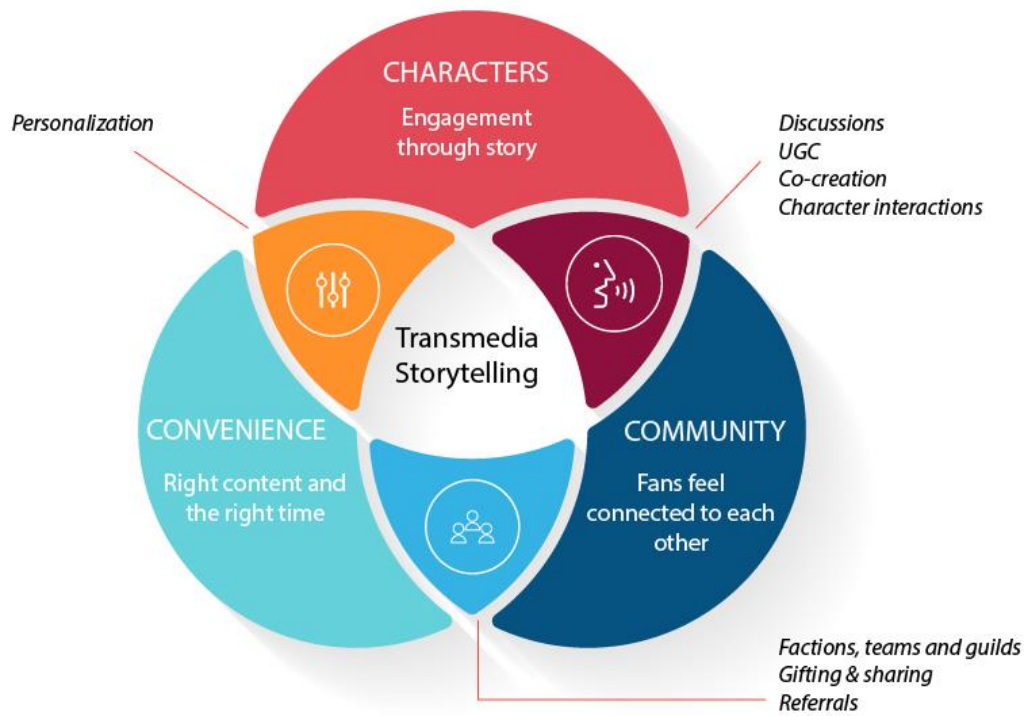 CHARACTERS
Engagement
through story
Personalization
Discussions
UGC
Co-creation
Character interactions
Transmedia
Storytelling
CONVENIENCE
Right content and
the right time
COMMUNITY
Fans feel
connected to each
other
Factions, teams and guilds
Gifting & sharing
Referrals